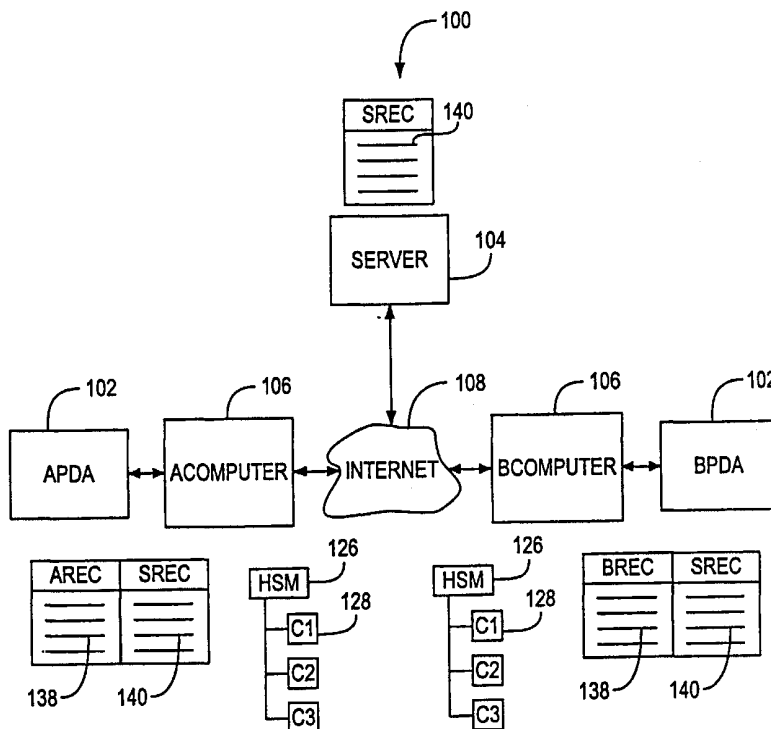 100
SREC
140
SERVER
104
102
106
108
106
102
APDA
ACOMPUTER
INTERNET
BCOMPUTER
BPDA
AREC SREC
HSM
126
HSM
126
BREC SREC
C1
128
C1
128
138
140
C2
C2
138
140
C3
C3